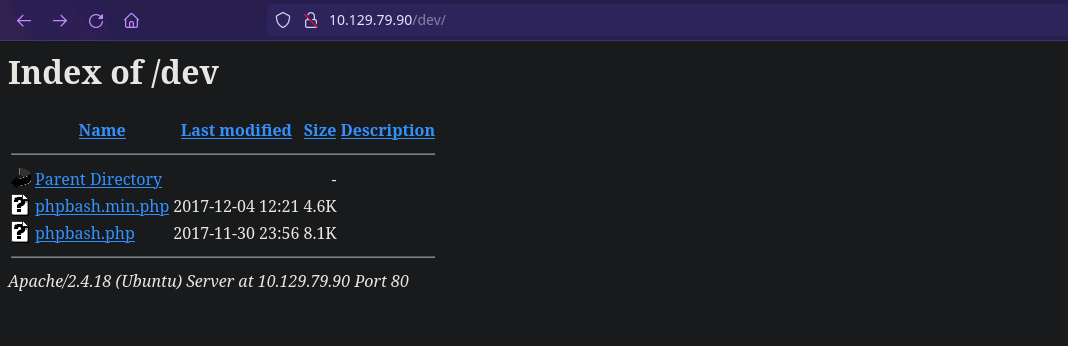 10.129.79.90/dev/
Index of /dev
Name Last modified Size Description
Parent Directory -
phpbash.min.php 2017-12-04 12:21 4.6K
phpbash.php 2017-11-30 23:56 8.1K
Apache/2.4.18 (Ubuntu) Server at 10.129.79.90 Port 80